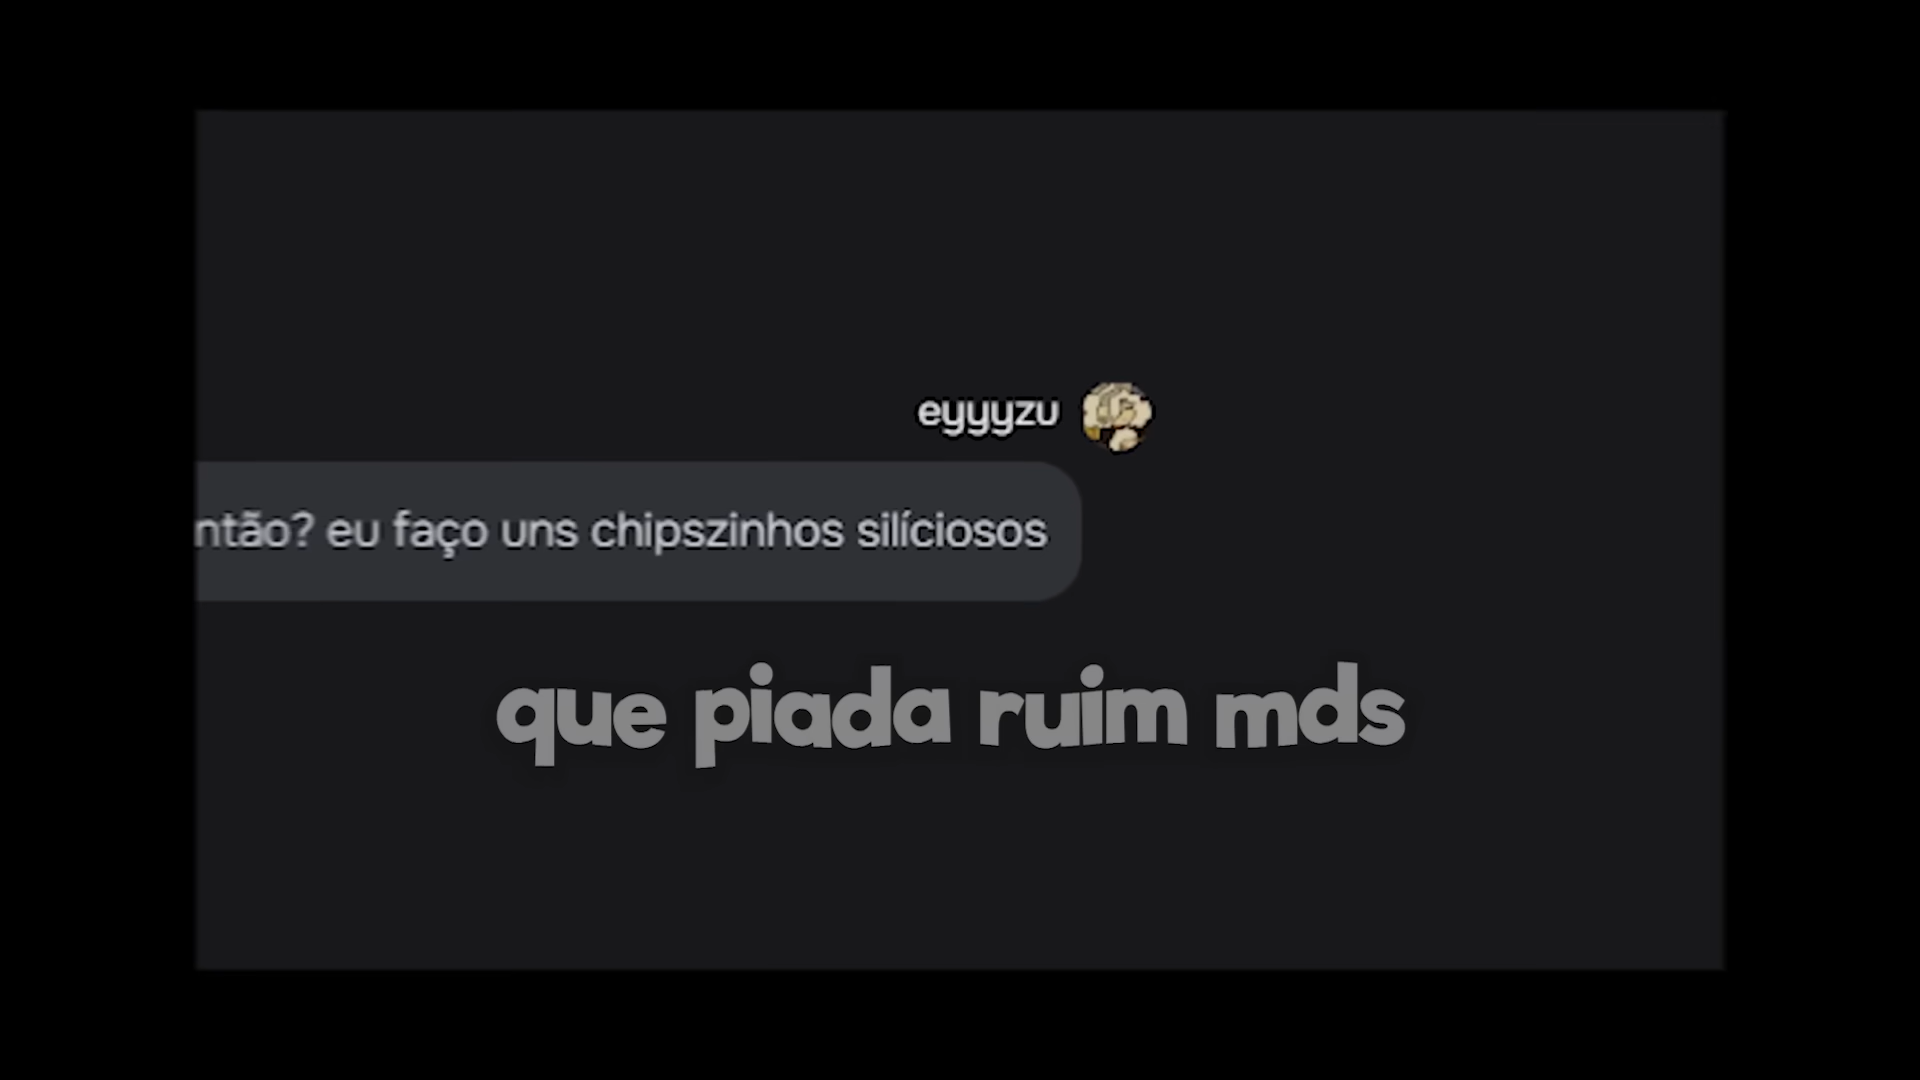 eyyyzu
ntão? eu faço uns chipszinhos silíciosos
que piada ruim mds